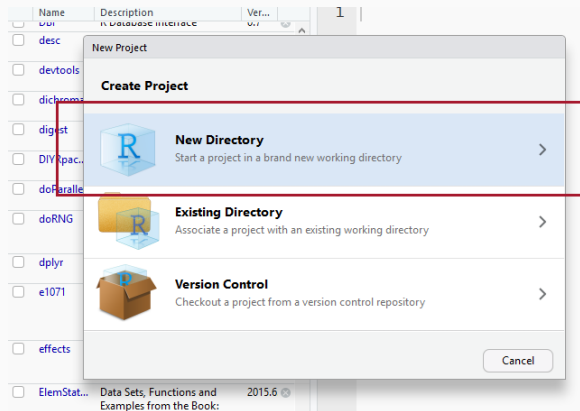 Name Description Ver...
DBI R Database Interface 0.7
1
desc
New Project
devtools
Create Project
dichroma
digest
New Directory
Start a project in a brand new working directory
DIYRpac...
doParalle
Existing Directory
Associate a project with an existing working directory
doRNG
dplyr
Version Control
Checkout a project from a version control repository
e1071
effects
Cancel
ElemStat... Data Sets, Functions and 2015.6
Examples from the Book: